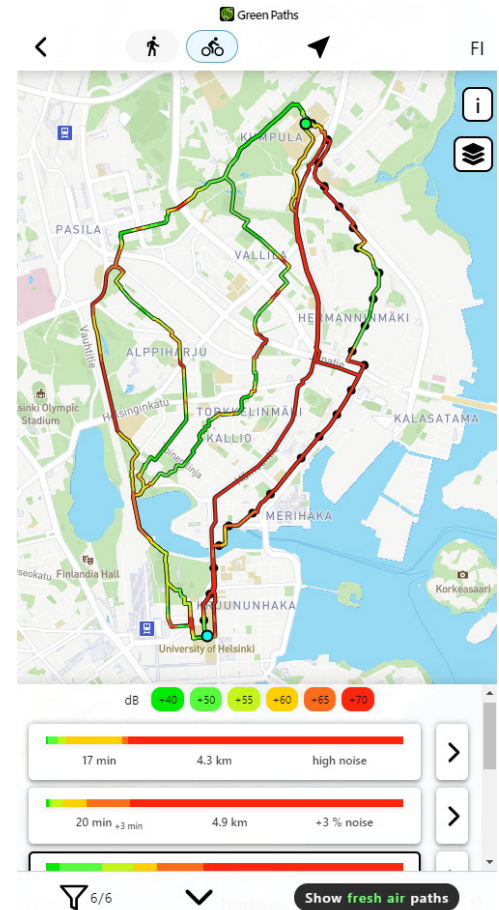 Green Paths
FI
i
KUMPULA
PASILA
VALLILA
HERMANNINMÄKI
Vauhtitie
ALPPIHARJU
Helsinginkatu
sinki Olympic
Stadium
TORKKELINMÄKI
KALLIO
KALASATAMA
MERIHAKA
Finlandia Hall
seokatu
Korkeasaari
KRUUNUNHAKA
University of Helsinki
dB +40 +50 +55 +60 +65 +70
17 min 4.3 km high noise
20 min +3 min 4.9 km +3 % noise
6/6
Show fresh air paths